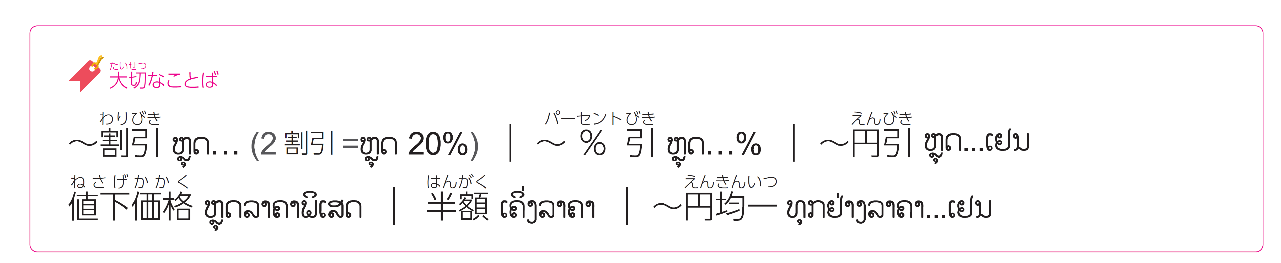 たいせつ
大切なことば
わりびき パーセントびき えんびき
～割引 ຫຼຸດ... (2 割引 =ຫຼຸດ 20%) | ～ % 引 ຫຼຸດ...% | ～円引 ຫຼຸດ...ເຢນ
ねさげかかく はんがく えんきんいつ
値下価格 ຫຼຸດລາຄາພິເສດ | 半額 ເຄິ່ງລາຄາ | ～円均一 ທຸກຢ່າງລາຄາ...ເຢນ